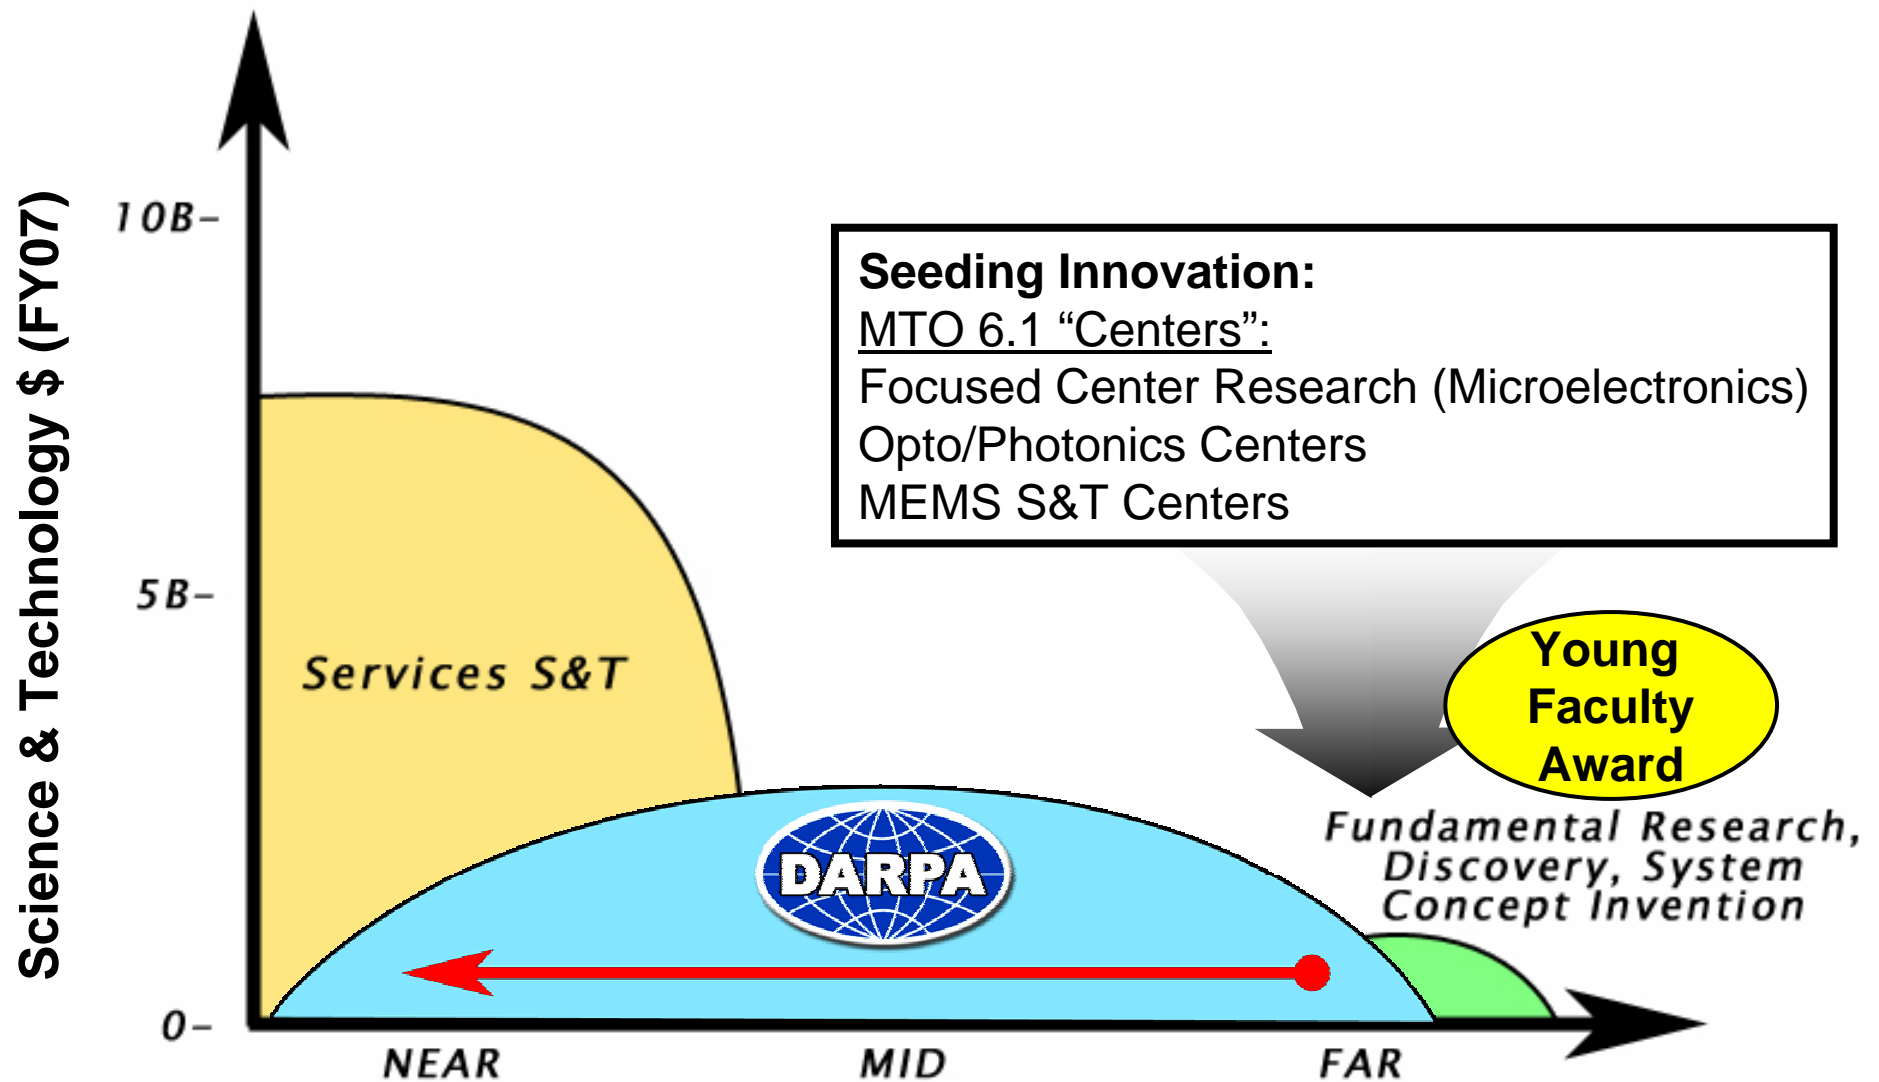 Science & Technology $ (FY07)
10B-
5B-
0-
Seeding Innovation:
MTO 6.1 “Centers”:
Focused Center Research (Microelectronics)
Opto/Photonics Centers
MEMS S&T Centers
Young
Faculty
Award
Services S&T
DARPA
Fundamental Research,
Discovery, System
Concept Invention
NEAR
MID
FAR